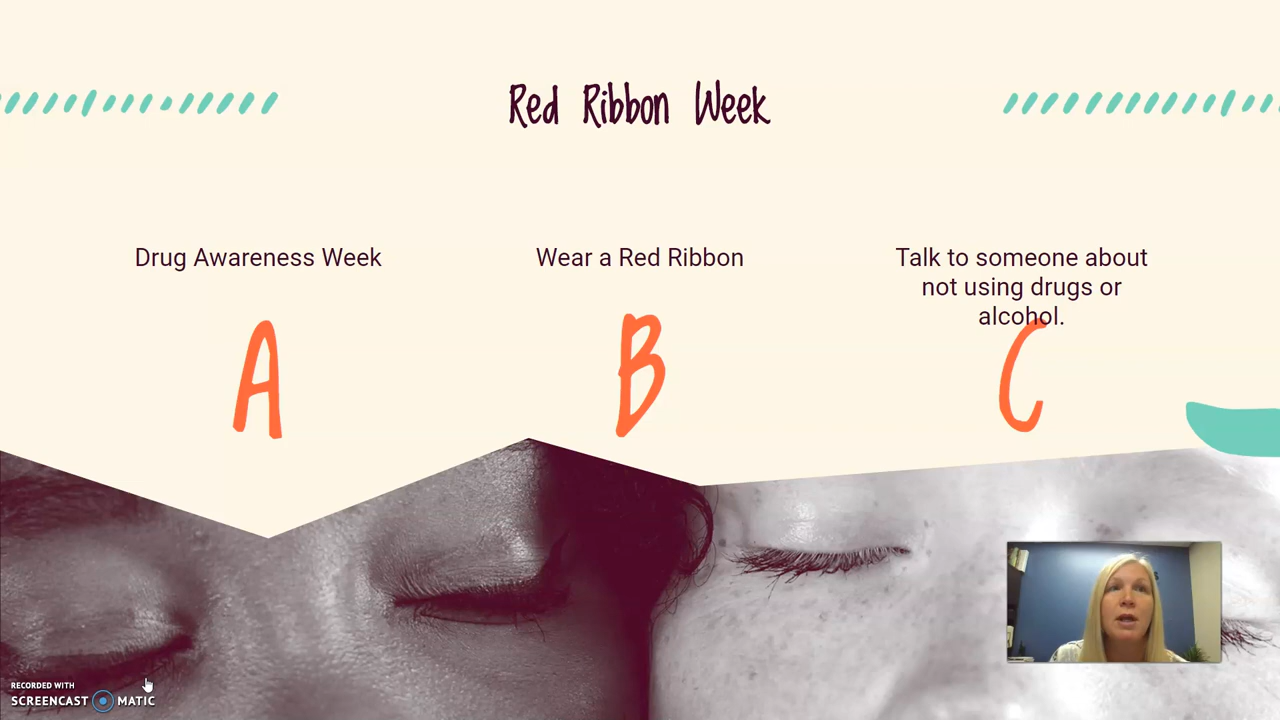 Red Ribbon Week
Drug Awareness Week
Wear a Red Ribbon
Talk to someone about
not using drugs or
alcohol.
A
B
C
RECORDED WITH
SCREENCAST MATIC